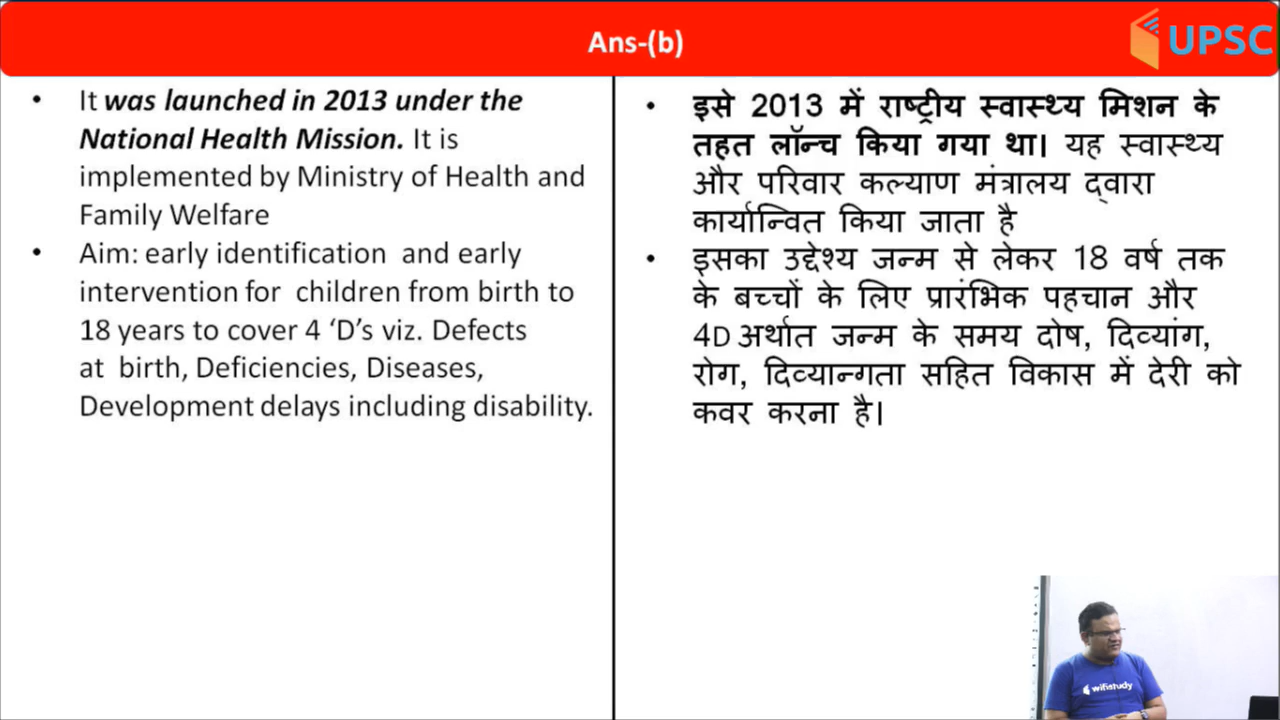 Ans-(b)
UPSC
• It was launched in 2013 under the
National Health Mission. It is
implemented by Ministry of Health and
Family Welfare
• Aim: early identification and early
intervention for children from birth to
18 years to cover 4 ‘D’s viz. Defects
at birth, Deficiencies, Diseases,
Development delays including disability.
• इसे 2013 में राष्ट्रीय स्वास्थ्य मिशन के
तहत लॉन्च किया गया था। यह स्वास्थ्य
और परिवार कल्याण मंत्रालय द्वारा
कार्यान्वित किया जाता है
• इसका उद्देश्य जन्म से लेकर 18 वर्ष तक
के बच्चों के लिए प्रारंभिक पहचान और
4D अर्थात जन्म के समय दोष, दिव्यांग,
रोग, दिव्यान्गता सहित विकास में देरी को
कवर करना है।
wifistudy